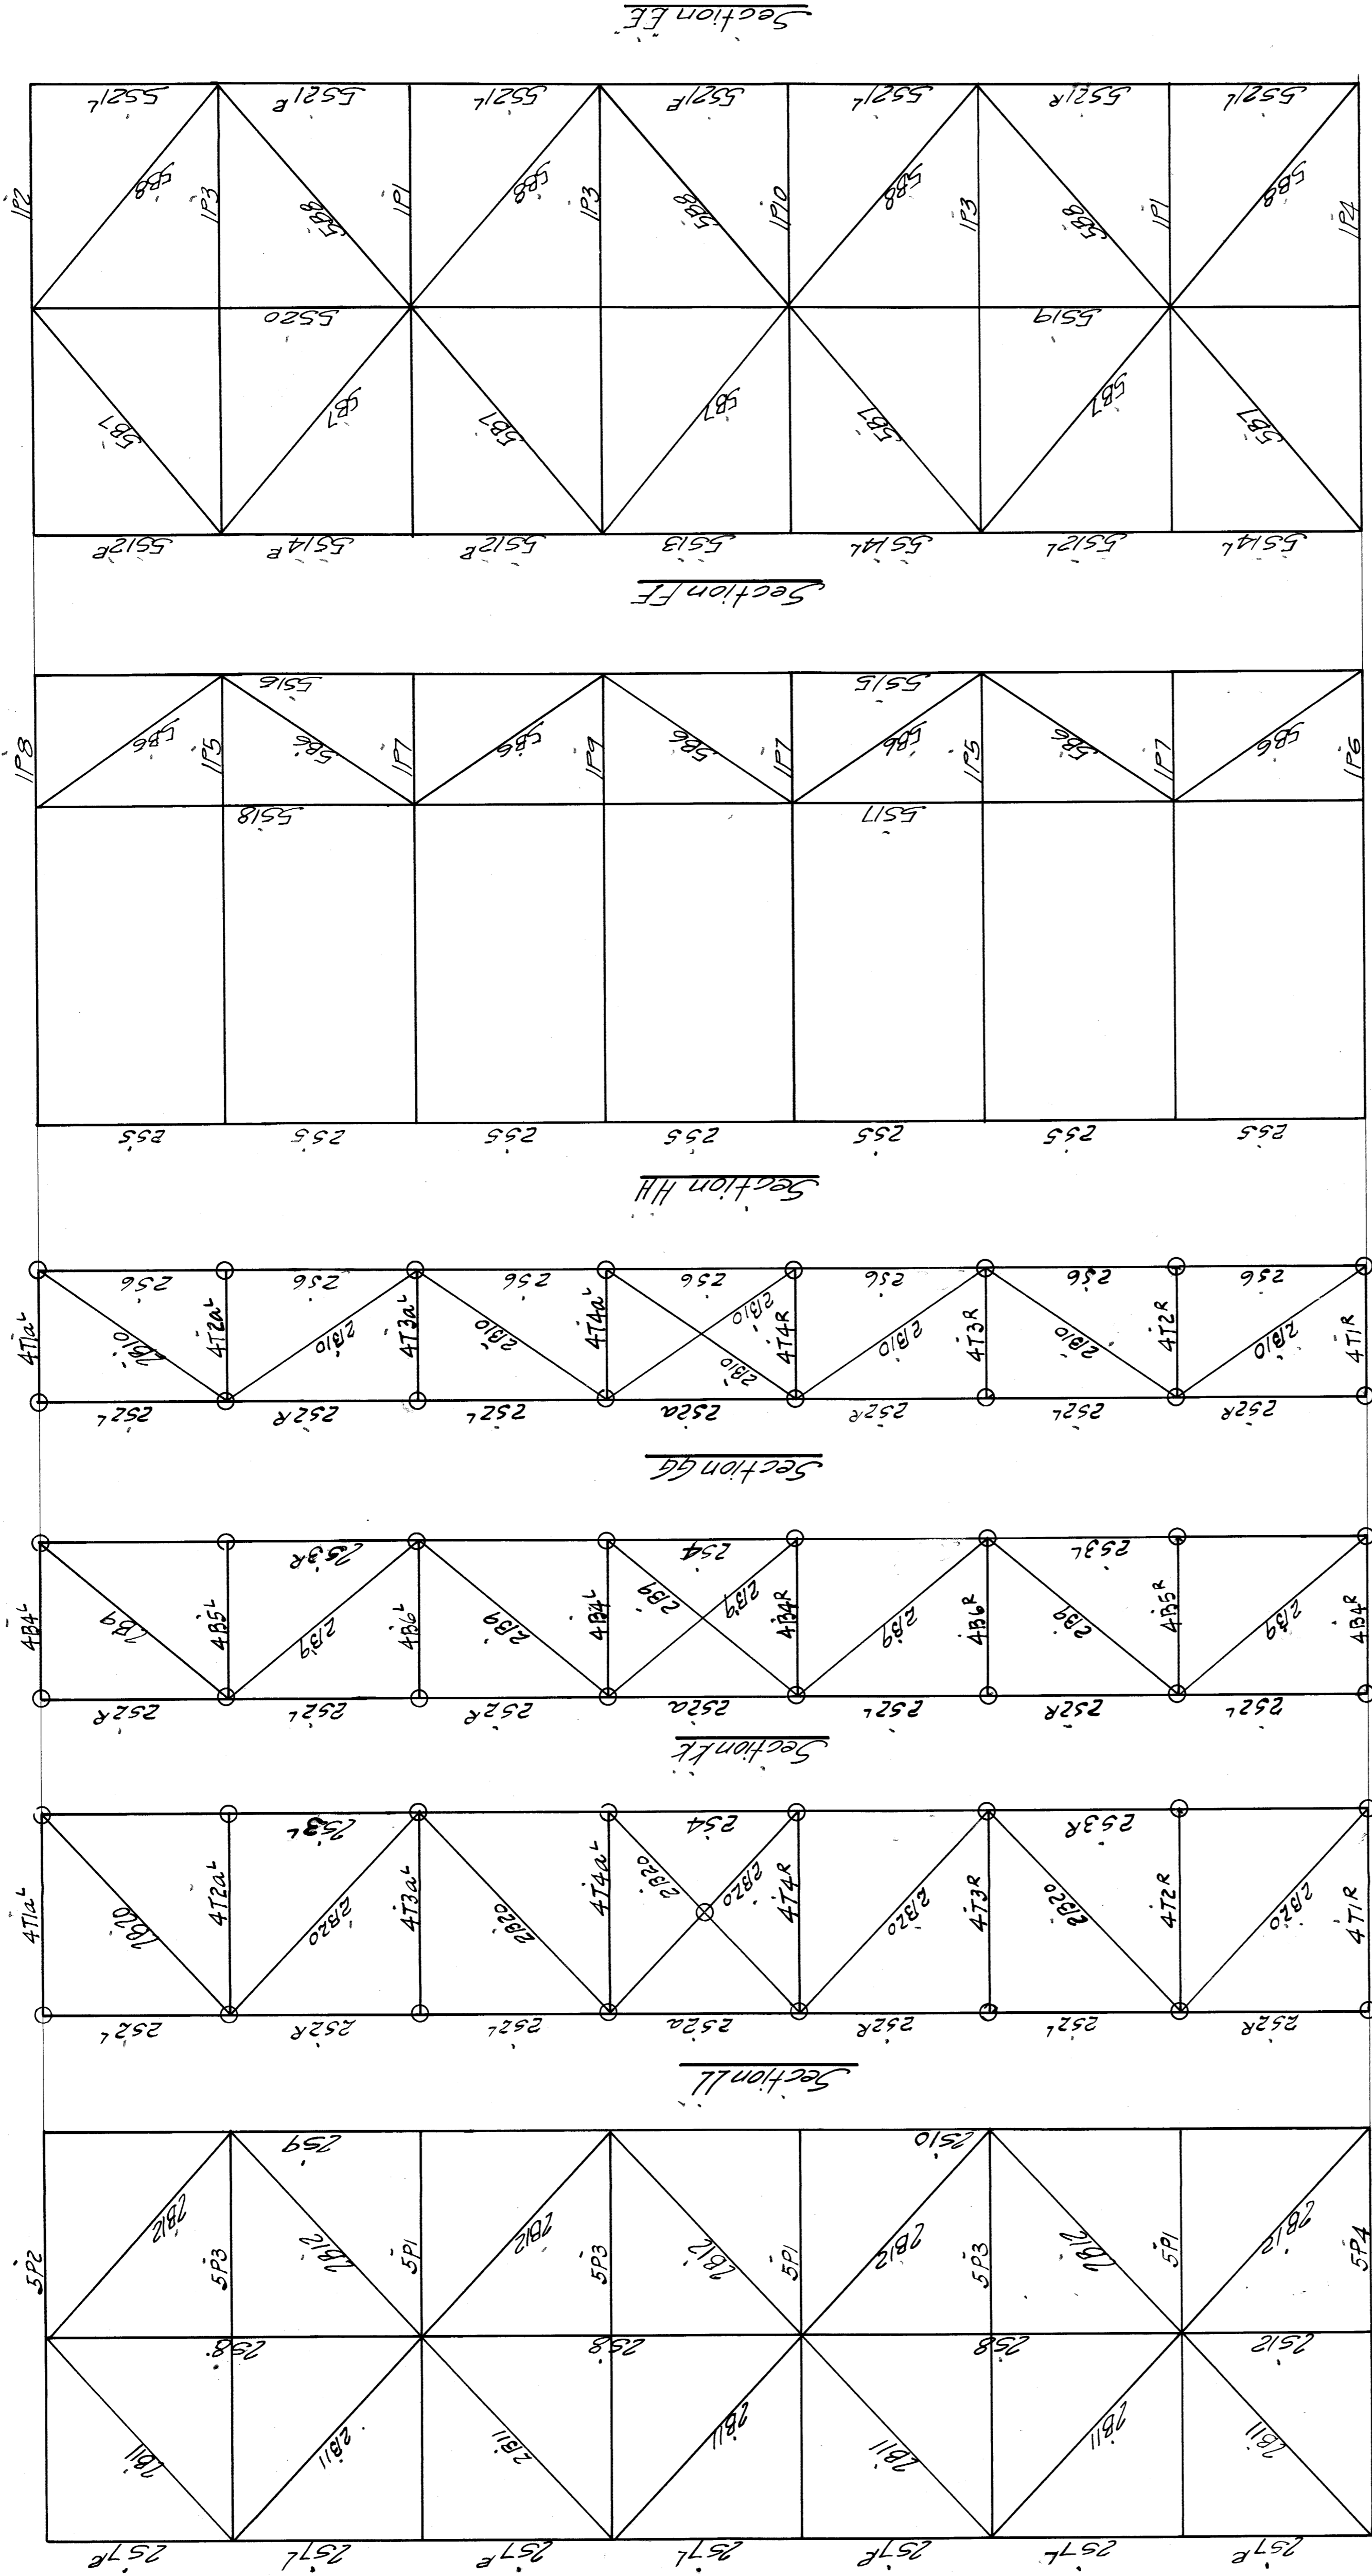 2S7R 2S7L 2S7R 2S7L 2S7R 2S7L 2S7R
2B11 2B11 2B11 2B11 2B11 2B11 2B11
2S12 2S8 2S8 2S8
5P4 2B12 5P1 2B12 5P3 2B12 5P1 2B12 5P3 2B12 5P1 2B12 5P3 2B12 5P2
2S10 2S9
Section LL
2S2R 2S2L 2S2R 2S2a 2S2L 2S2R 2S2L
4T1R 2B20 4T2R 2B20 4T3R 2B20 4T4R 2B20 2B20 4T4aL 2B20 4T3aL 2B20 4T2aL 2B20 4T1aL
2S3R 2S4 2S3L
Section KK
2S2L 2S2R 2S2L 2S2a 2S2R 2S2L 2S2R
4B4R 2B9 4B5R 2B9 4B6R 2B9 4B4R 2B9 2B9 4B4L 2B9 4B6L 2B9 4B5L 2B9 4B4L
2S3L 2S4 2S3R
Section GG
2S2R 2S2L 2S2R 2S2a 2S2L 2S2R 2S2L
4T1R 2B10 4T2R 2B10 4T3R 2B10 4T4R 2B10 2B10 4T4aL 2B10 4T3aL 2B10 4T2aL 2B10 4T1aL
2S6 2S6 2S6 2S6 2S6 2S6 2S6
Section HH
2S5 2S5 2S5 2S5 2S5 2S5 2S5
5S17 5S18
1P6 5B6 1P7 5B6 1P5 5B6 1P7 5B6 1P9 5B6 1P7 5B6 1P5 5B6 1P8
5S15 5S16
Section FF
5S14L 5S12L 5S14L 5S13 5S12R 5S14R 5S12R
5B7 5B7 5B7 5B7 5B7 5B7 5B7
5S19 5S20
1P4 5B8 1P1 5B8 1P3 5B8 1P10 5B8 1P3 5B8 1P1 5B8 1P3 5B8 1P2
5S21L 5S21R 5S21L 5S21R 5S21L 5S21R 5S21L
Section EE